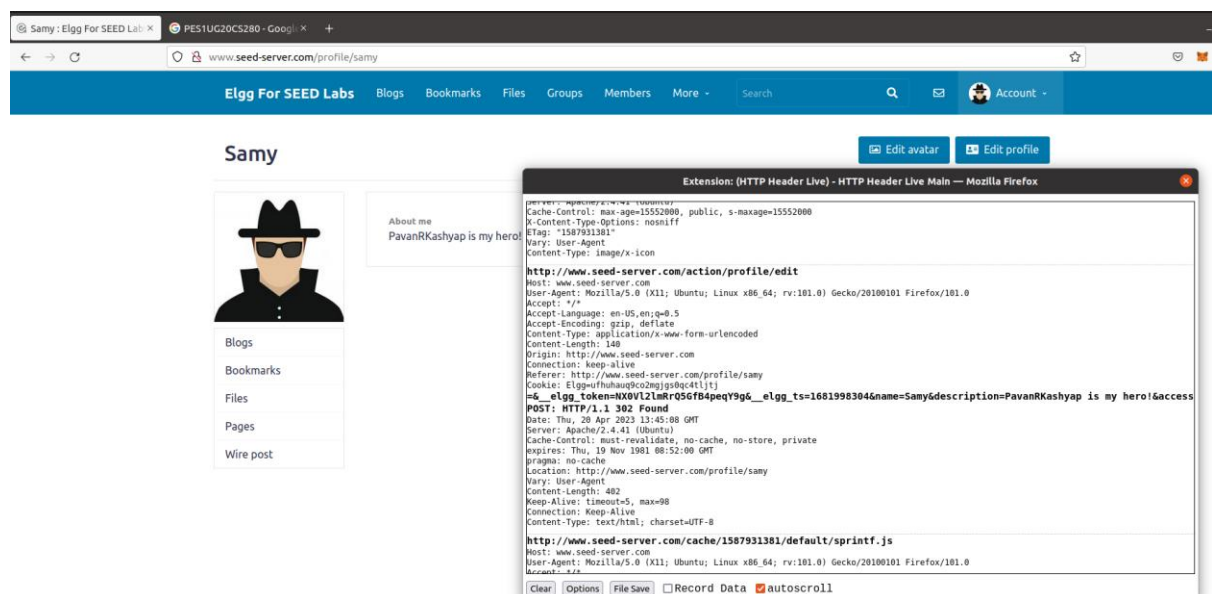 Samy : Elgg For SEED Lab
PES1UG20CS280 - Googl
www.seed-server.com/profile/samy
Elgg For SEED Labs Blogs Bookmarks Files Groups Members More Search Account
Samy
Edit avatar Edit profile
Blogs
Bookmarks
Files
Pages
Wire post
About me
PavanRKashyap is my hero!
Extension: (HTTP Header Live) - HTTP Header Live Main — Mozilla Firefox
Server: Apache/2.4.41 (Ubuntu)
Cache-Control: max-age=15552000, public, s-maxage=15552000
X-Content-Type-Options: nosniff
ETag: "1587931381"
Vary: User-Agent
Content-Type: image/x-icon
http://www.seed-server.com/action/profile/edit
Host: www.seed-server.com
User-Agent: Mozilla/5.0 (X11; Ubuntu; Linux x86_64; rv:101.0) Gecko/20100101 Firefox/101.0
Accept: */*
Accept-Language: en-US,en;q=0.5
Accept-Encoding: gzip, deflate
Content-Type: application/x-www-form-urlencoded
Content-Length: 140
Origin: http://www.seed-server.com
Connection: keep-alive
Referer: http://www.seed-server.com/profile/samy
Cookie: Elgg=ufhuhauq9co2mgjgs0qc4tljtj
=&__elgg_token=NX0Vl2lmRrQ5GfB4peqY9g&__elgg_ts=1681998304&name=Samy&description=PavanRKashyap is my hero!&access
POST: HTTP/1.1 302 Found
Date: Thu, 20 Apr 2023 13:45:08 GMT
Server: Apache/2.4.41 (Ubuntu)
Cache-Control: must-revalidate, no-cache, no-store, private
expires: Thu, 19 Nov 1981 08:52:00 GMT
pragma: no-cache
Location: http://www.seed-server.com/profile/samy
Vary: User-Agent
Content-Length: 402
Keep-Alive: timeout=5, max=98
Connection: Keep-Alive
Content-Type: text/html; charset=UTF-8
http://www.seed-server.com/cache/1587931381/default/sprintf.js
Host: www.seed-server.com
User-Agent: Mozilla/5.0 (X11; Ubuntu; Linux x86_64; rv:101.0) Gecko/20100101 Firefox/101.0
Accept: */*
Clear Options File Save Record Data autoscroll